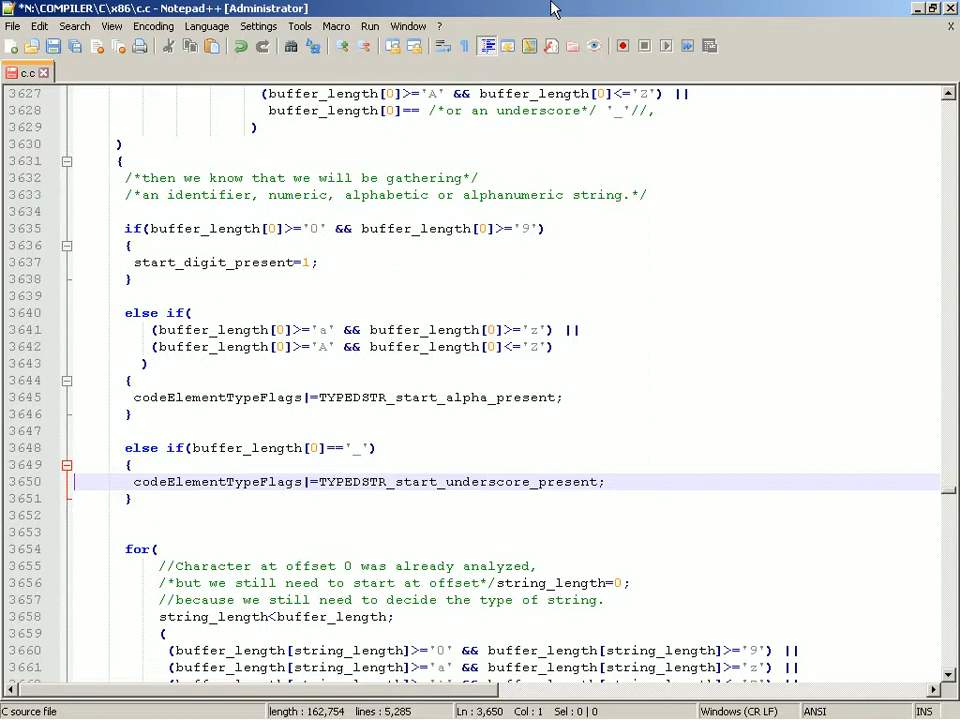 *N:\COMPILER\C\x86\c.c - Notepad++ [Administrator]
File Edit Search View Encoding Language Settings Tools Macro Run Window ? X
c.c
3627 (buffer_length[0]>='A' && buffer_length[0]<='Z') ||
3628 buffer_length[0]== /*or an underscore*/ '_'//,
3629 )
3630 )
3631 {
3632 /*then we know that we will be gathering*/
3633 /*an identifier, numeric, alphabetic or alphanumeric string.*/
3634
3635 if(buffer_length[0]>='0' && buffer_length[0]>='9')
3636 {
3637 start_digit_present=1;
3638 }
3639
3640 else if(
3641 (buffer_length[0]>='a' && buffer_length[0]>='z') ||
3642 (buffer_length[0]>='A' && buffer_length[0]<='Z')
3643 )
3644 {
3645 codeElementTypeFlags|=TYPEDSTR_start_alpha_present;
3646 }
3647
3648 else if(buffer_length[0]=='_')
3649 {
3650 codeElementTypeFlags|=TYPEDSTR_start_underscore_present;
3651 }
3652
3653
3654 for(
3655 //Character at offset 0 was already analyzed,
3656 /*but we still need to start at offset*/string_length=0;
3657 //because we still need to decide the type of string.
3658 string_length<buffer_length;
3659 (
3660 (buffer_length[string_length]>='0' && buffer_length[string_length]>='9') ||
3661 (buffer_length[string_length]>='a' && buffer_length[string_length]>='z') ||
C source file length : 162,754 lines : 5,285 Ln : 3,650 Col : 1 Sel : 0 | 0 Windows (CR LF) ANSI INS